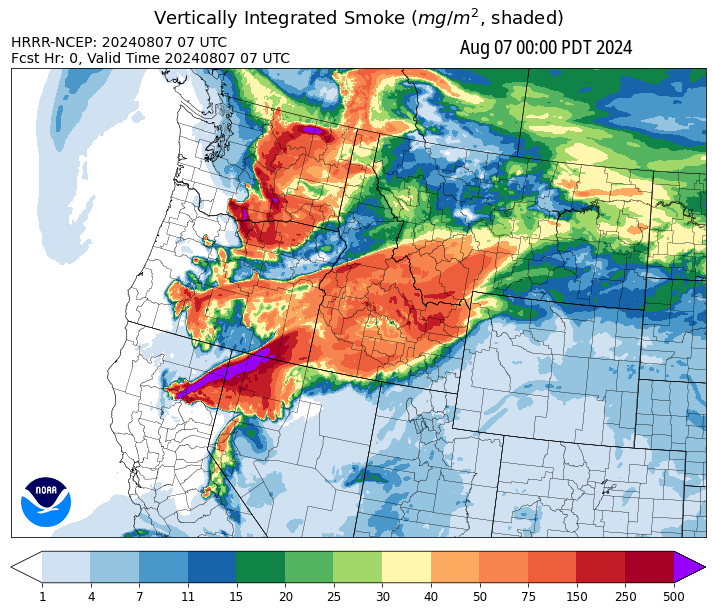 Vertically Integrated Smoke (mg/m², shaded)
HRRR-NCEP: 20240807 07 UTC
Fcst Hr: 0, Valid Time 20240807 07 UTC
Aug 07 00:00 PDT 2024
NOAA
1 4 7 11 15 20 25 30 40 50 75 150 250 500